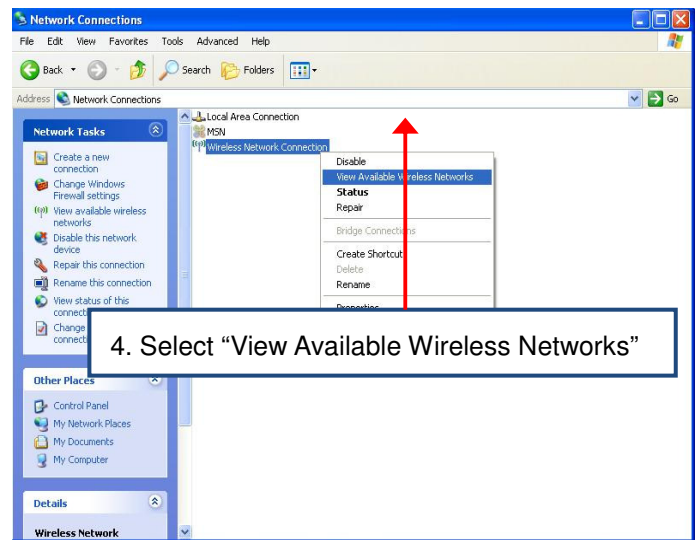 Network Connections
File Edit View Favorites Tools Advanced Help
Back Search Folders
Address Network Connections Go
Network Tasks
Create a new
connection
Change Windows
Firewall settings
View available wireless
networks
Disable this network
device
Repair this connection
Rename this connection
View status of this
Change
Other Places
Control Panel
My Network Places
My Documents
My Computer
Details
Wireless Network
Local Area Connection
MSN
Wireless Network Connection
Disable
View Available Wireless Networks
Status
Repair
Bridge Connections
Create Shortcut
Delete
Rename
Properties
4. Select “View Available Wireless Networks”